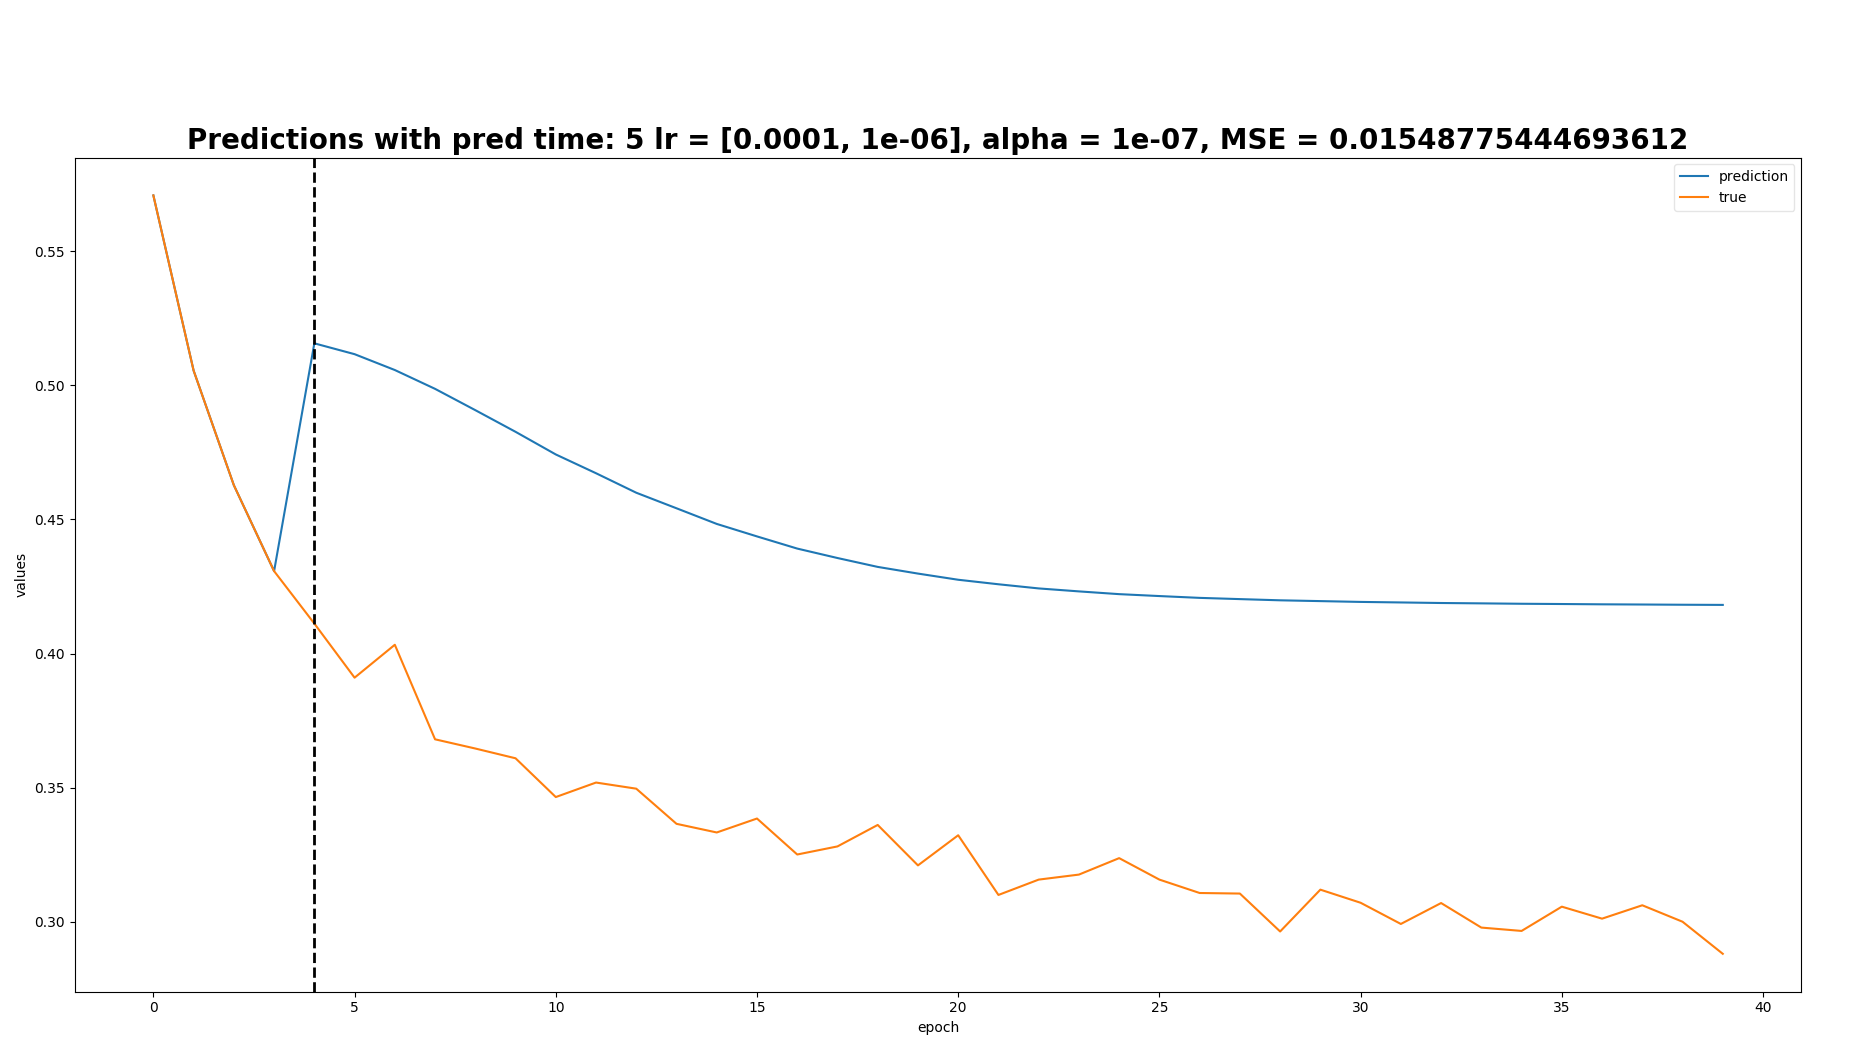 Predictions with pred time: 5 lr = [0.0001, 1e-06], alpha = 1e-07, MSE = 0.01548775444693612
prediction
true
0.55
0.50
0.45
0.40
0.35
0.30
values
0 5 10 15 20 25 30 35 40
epoch